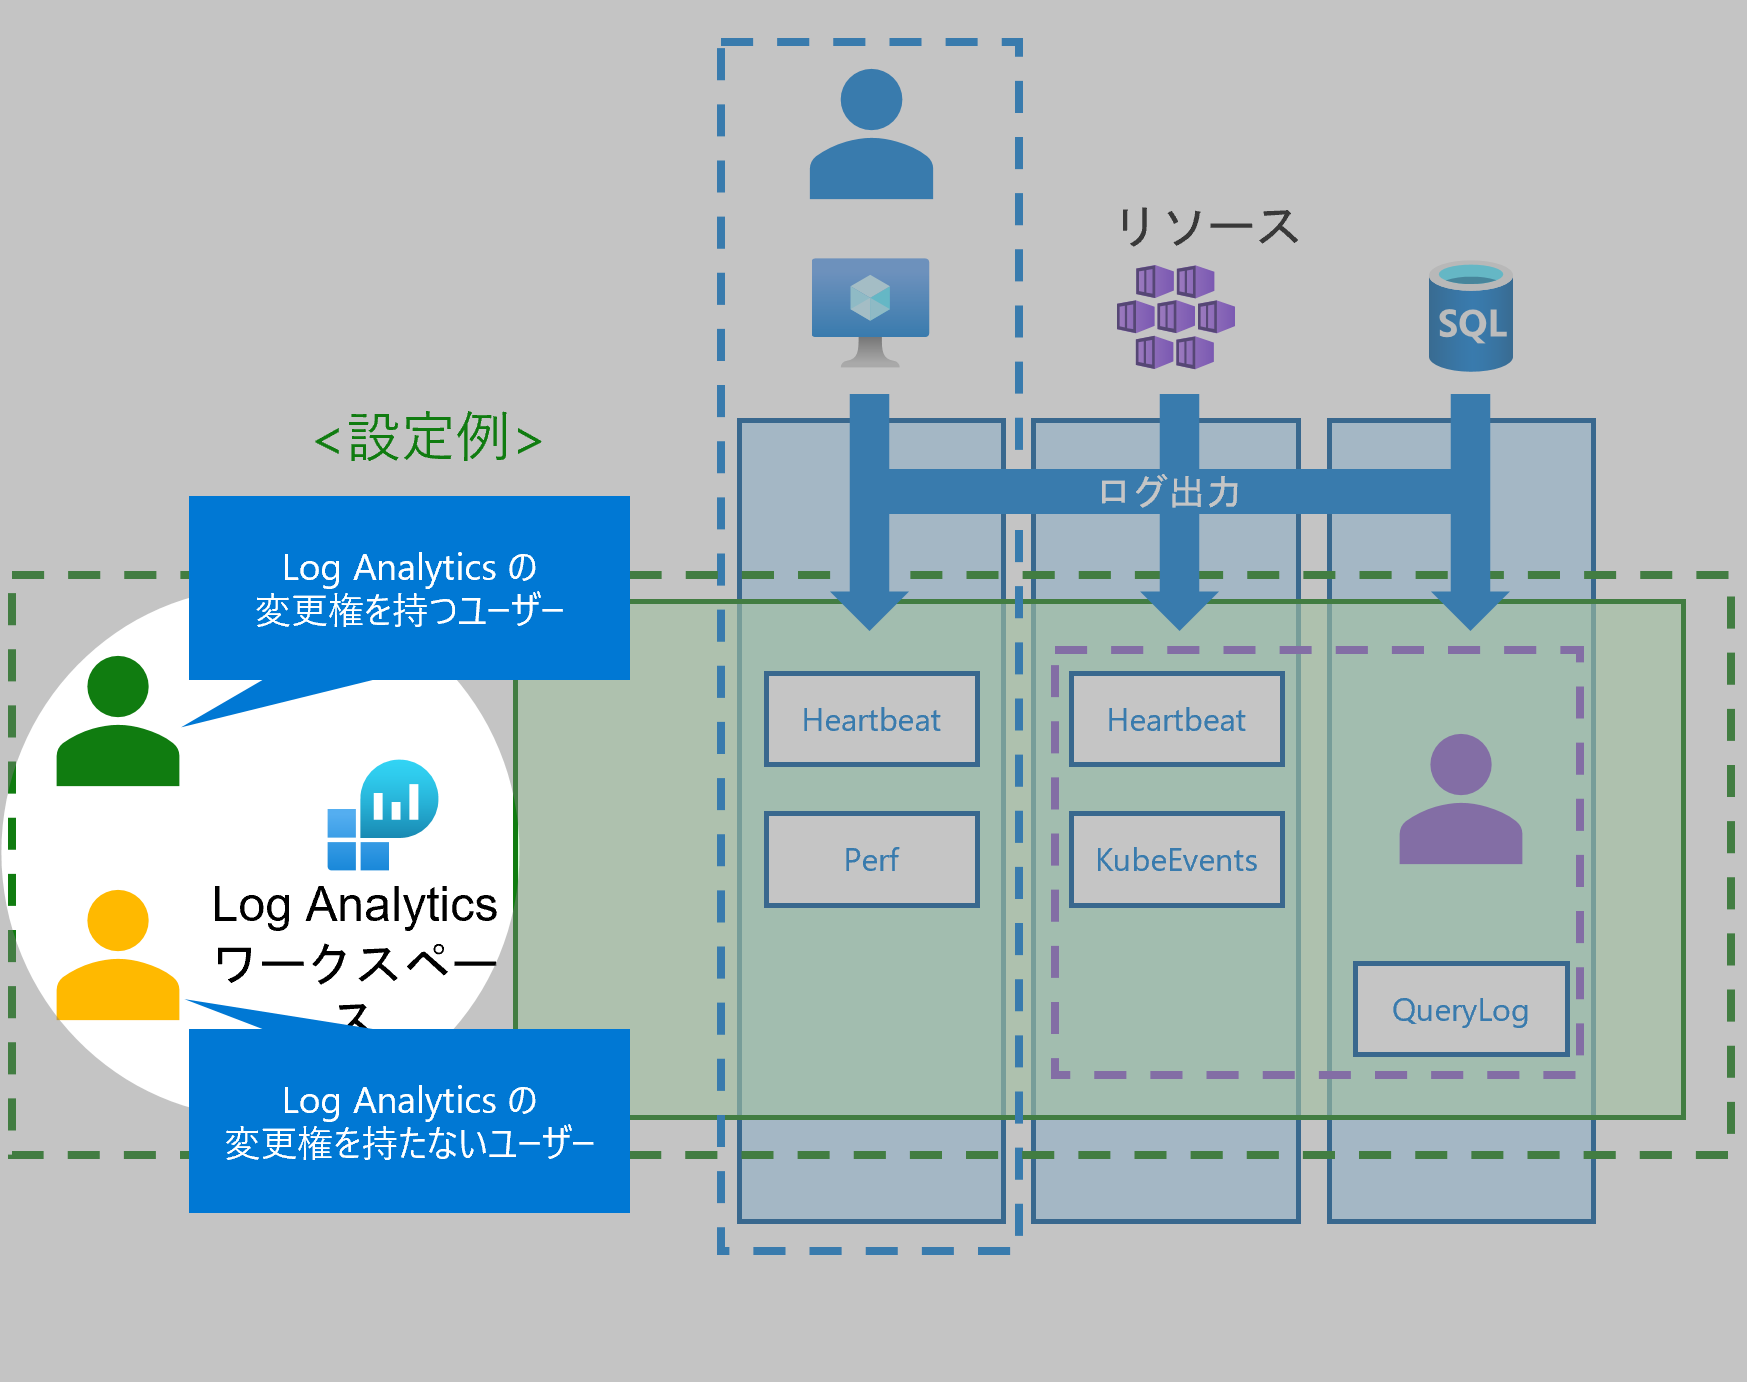 リソース
SQL
<設定例>
ログ出力
Log Analytics の
変更権を持つユーザー
Heartbeat
Heartbeat
Perf
KubeEvents
Log Analytics
ワークスペー
ス
QueryLog
Log Analytics の
変更権を持たないユーザー